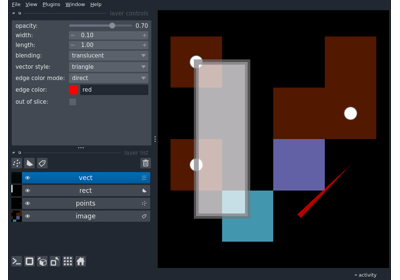 File View Plugins Window Help
layer controls
opacity: 0.70
width: 0.10
length: 1.00
blending: translucent
vector style: triangle
edge color mode: direct
edge color: red
out of slice:
layer list
vect
rect
points
image
activity